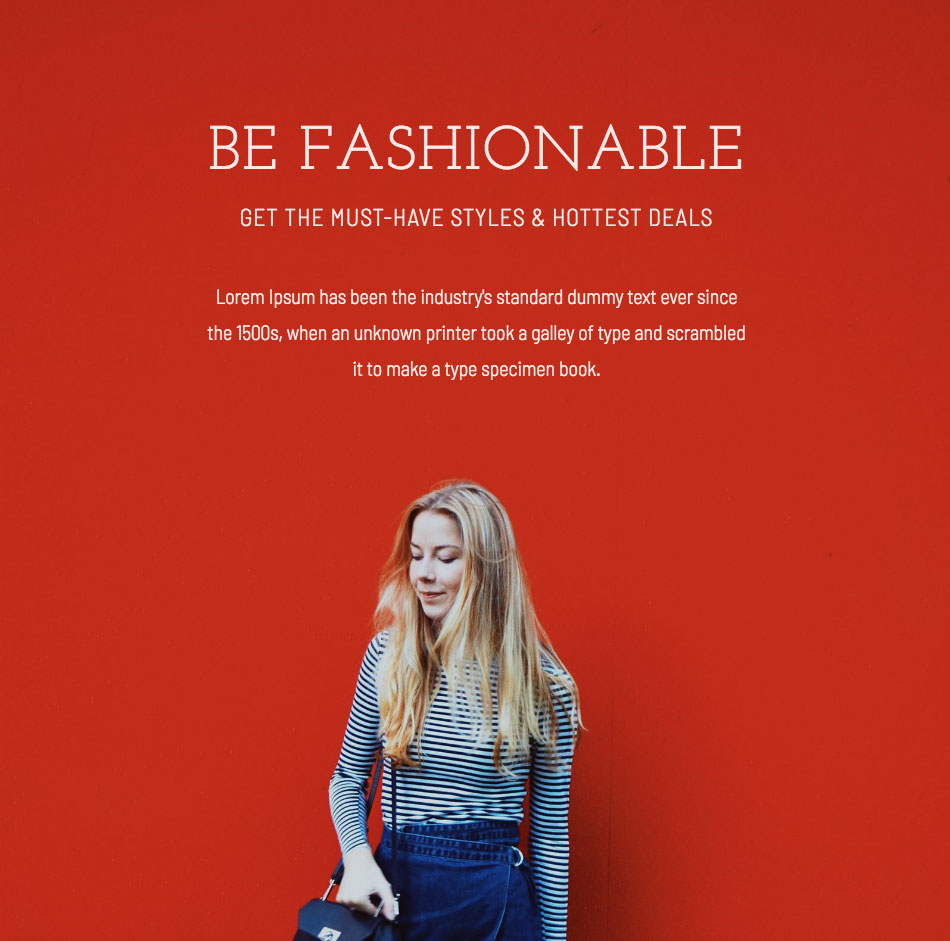 BE FASHIONABLE
GET THE MUST-HAVE STYLES & HOTTEST DEALS
Lorem Ipsum has been the industry's standard dummy text ever since
the 1500s, when an unknown printer took a galley of type and scrambled
it to make a type specimen book.